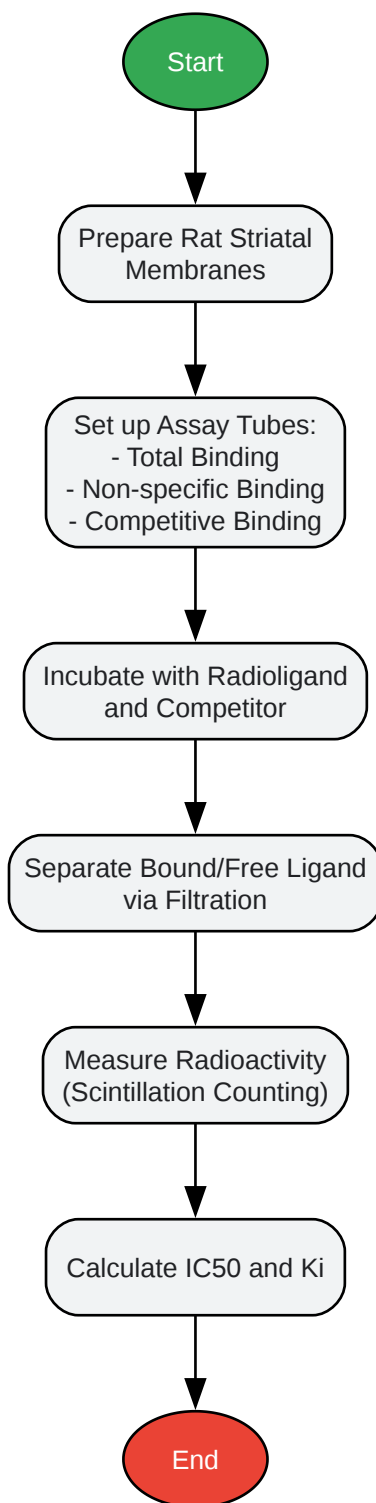 Start
Prepare Rat Striatal
Membranes
Set up Assay Tubes:
- Total Binding
- Non-specific Binding
- Competitive Binding
Incubate with Radioligand
and Competitor
Separate Bound/Free Ligand
via Filtration
Measure Radioactivity
(Scintillation Counting)
Calculate IC50 and Ki
End